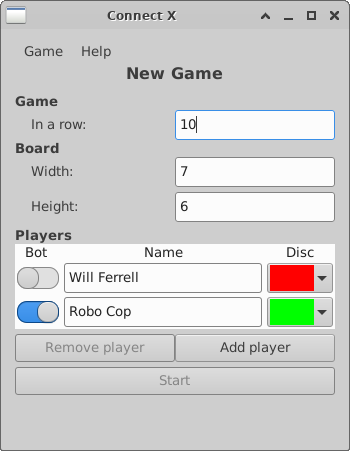 Connect X
Game Help
New Game
Game
In a row: 10
Board
Width: 7
Height: 6
Players
Bot Name Disc
Will Ferrell
Robo Cop
Remove player Add player
Start